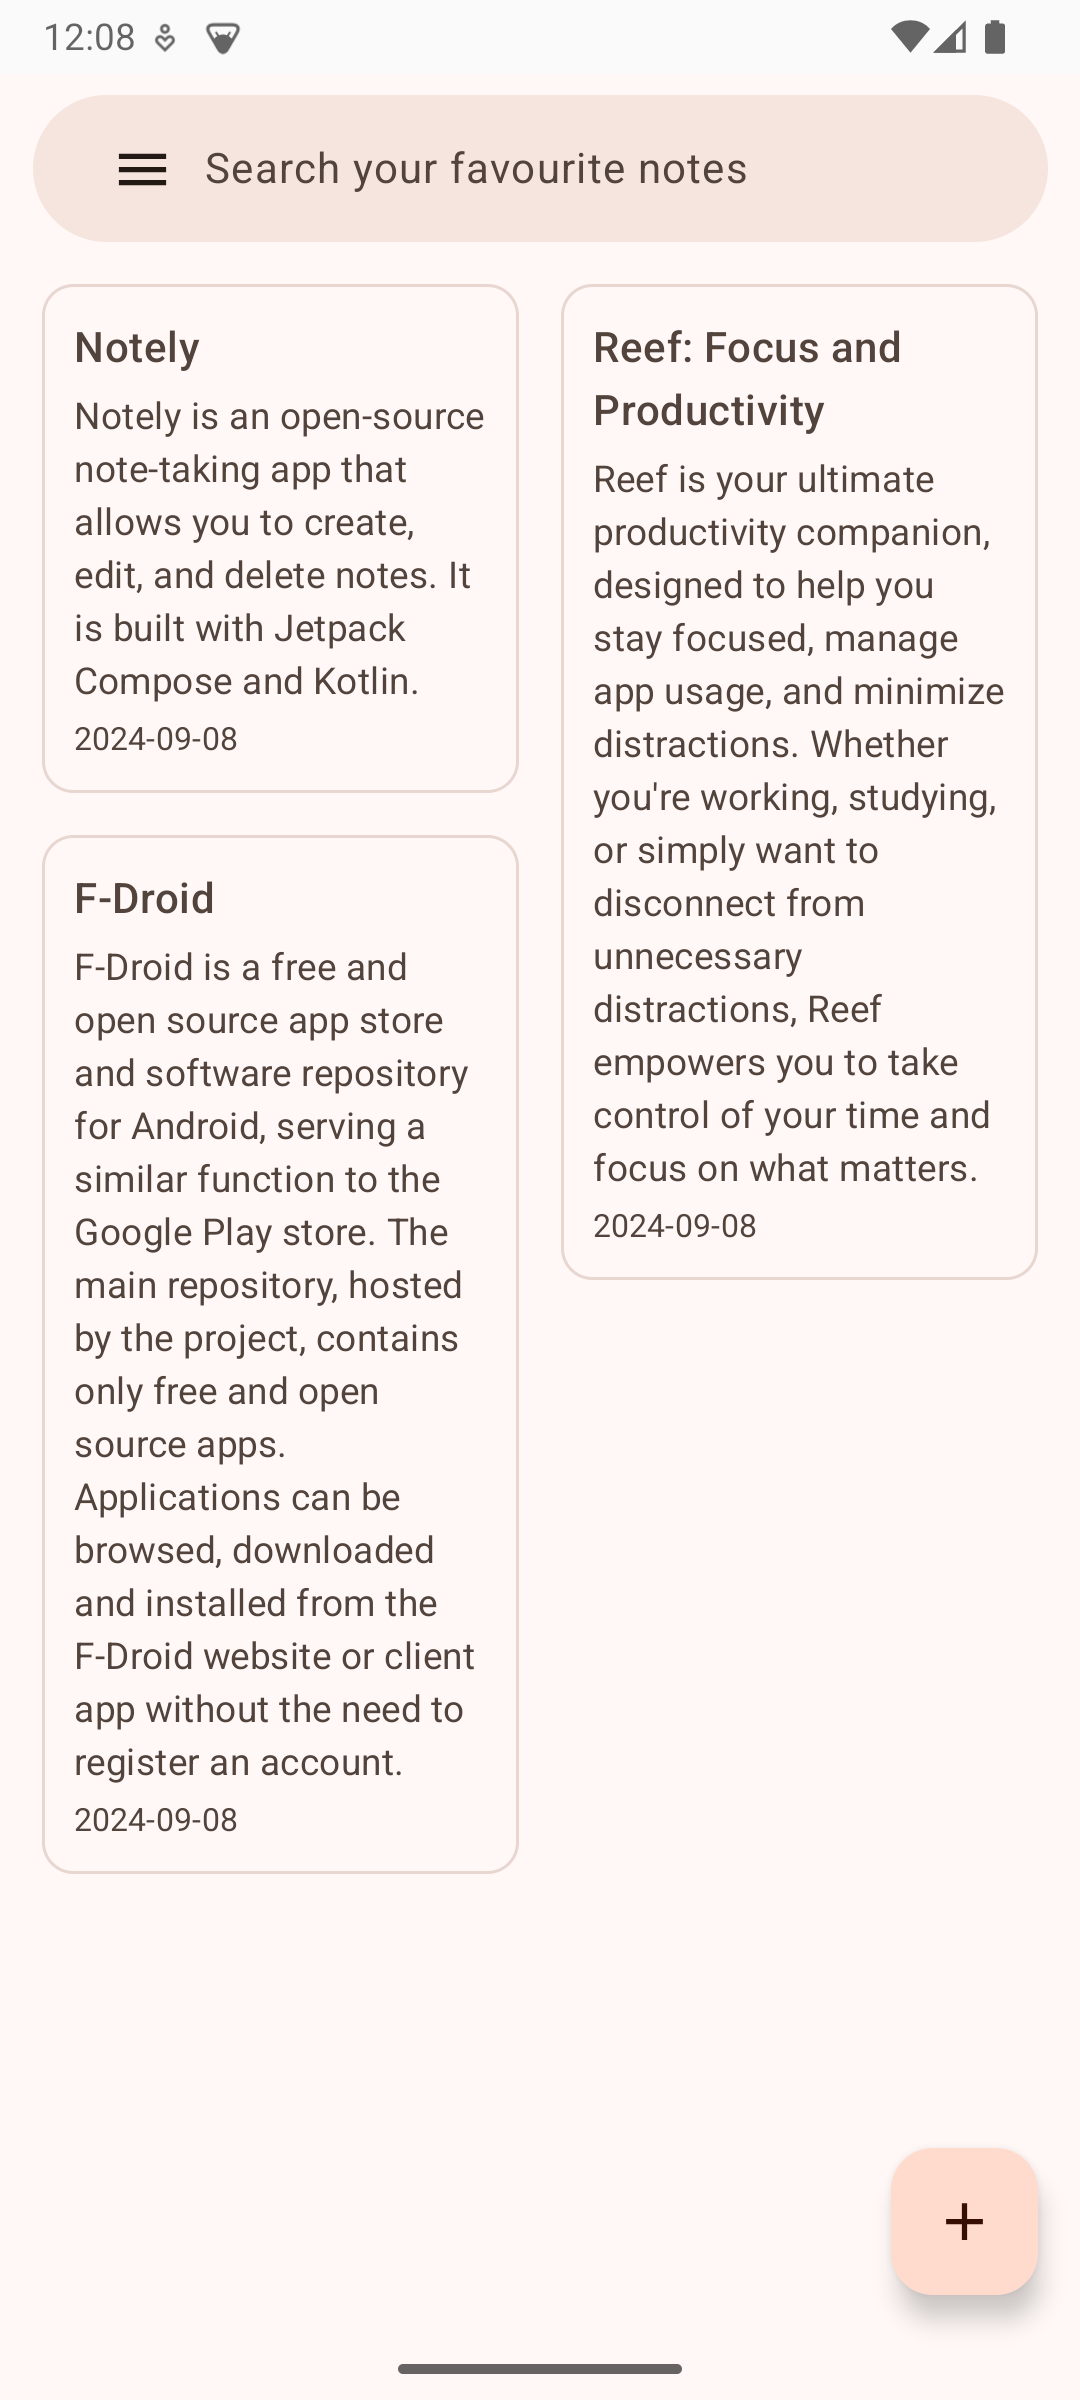 12:08
Search your favourite notes
Notely
Notely is an open-source
note-taking app that
allows you to create,
edit, and delete notes. It
is built with Jetpack
Compose and Kotlin.
2024-09-08
F-Droid
F-Droid is a free and
open source app store
and software repository
for Android, serving a
similar function to the
Google Play store. The
main repository, hosted
by the project, contains
only free and open
source apps.
Applications can be
browsed, downloaded
and installed from the
F-Droid website or client
app without the need to
register an account.
2024-09-08
Reef: Focus and
Productivity
Reef is your ultimate
productivity companion,
designed to help you
stay focused, manage
app usage, and minimize
distractions. Whether
you're working, studying,
or simply want to
disconnect from
unnecessary
distractions, Reef
empowers you to take
control of your time and
focus on what matters.
2024-09-08